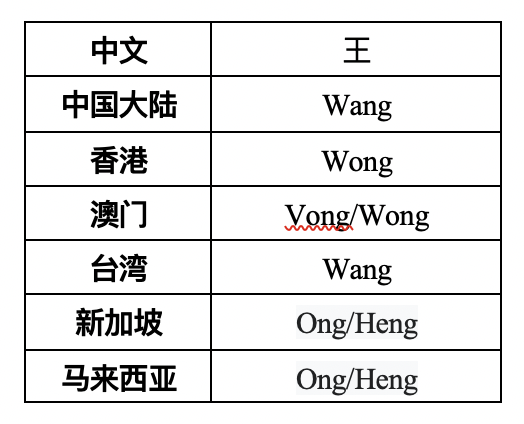 中文 王
中国大陆 Wang
香港 Wong
澳门 Vong/Wong
台湾 Wang
新加坡 Ong/Heng
马来西亚 Ong/Heng